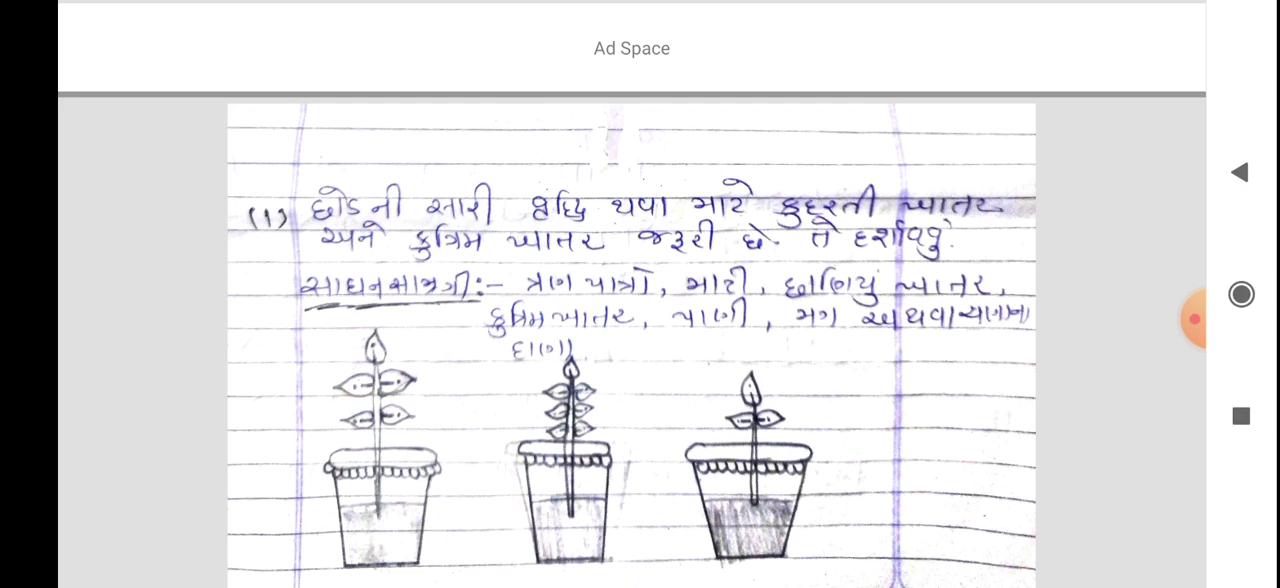 Ad Space
(1) છોડની સારી વૃદ્ધિ થવા માટે કુદરતી ખાતર
અને કુત્રિમ ખાતર જરૂરી છે. તે દર્શાવવું.
સાધનસામગ્રી:- ત્રણ પાત્રો, માટી, છાણિયું ખાતર,
કુત્રિમ ખાતર, પાણી, મગ અથવા ચણાના
દાણા